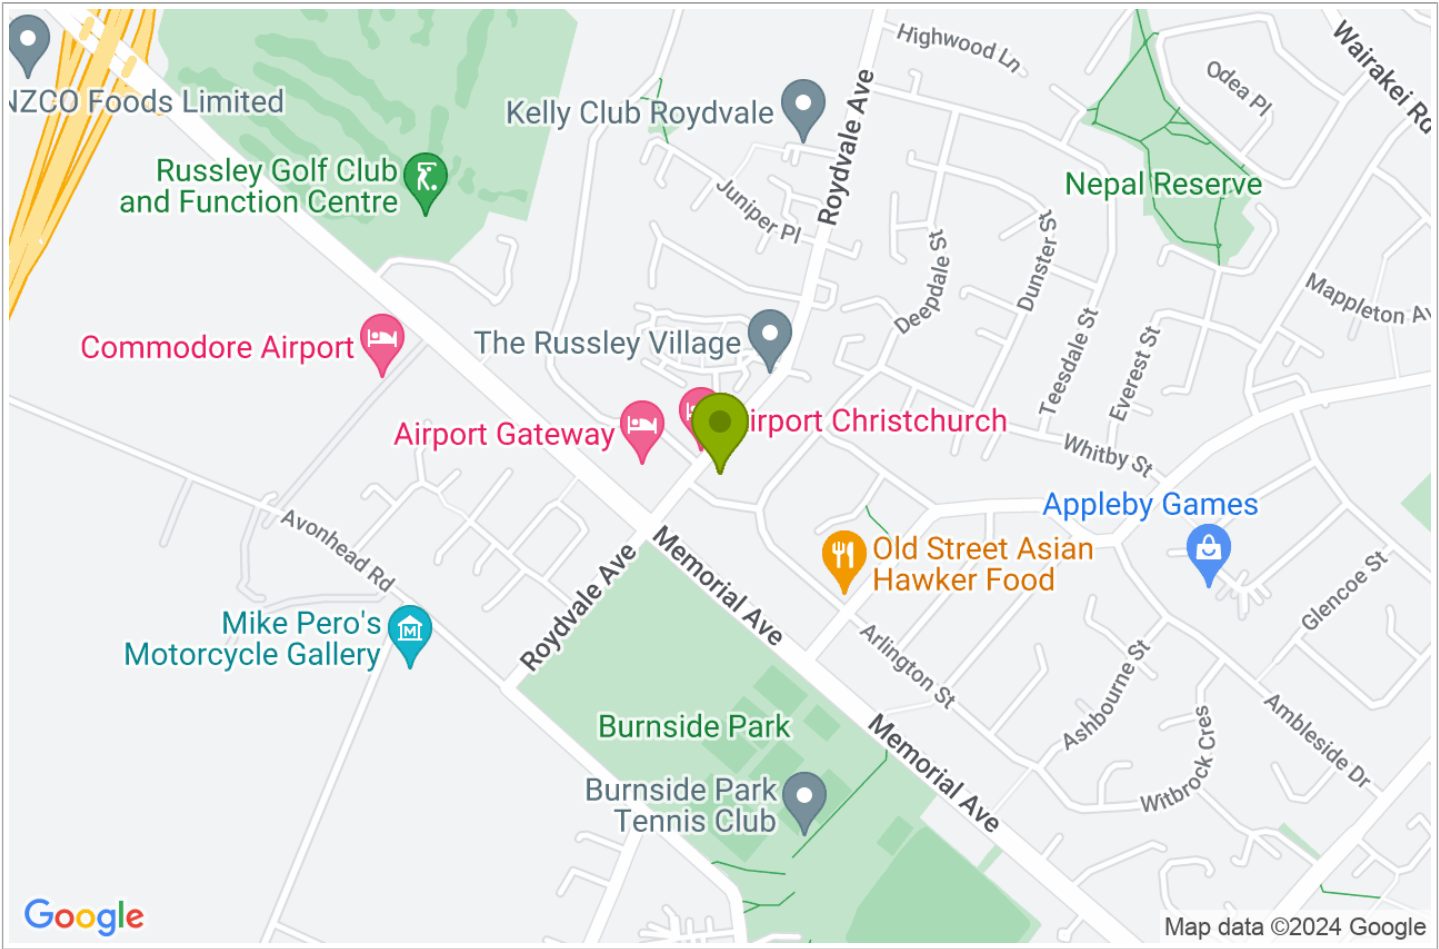 Highwood Ln
Wairakei Ro
Odea Pl
NZCO Foods Limited
Kelly Club Roydvale
Roydvale Ave
Russley Golf Club
and Function Centre
Juniper Pl
Nepal Reserve
Deepdale St
Dunster St
Mappleton Av
Commodore Airport
The Russley Village
Teesdale St
Everest St
Airport Gateway
irport Christchurch
Whitby St
Appleby Games
Avonhead Rd
Roydvale Ave
Memorial Ave
Old Street Asian
Hawker Food
Glencoe St
Mike Pero's
Motorcycle Gallery
Arlington St
Ashbourne St
Witbrock Cres
Ambleside Dr
Burnside Park
Memorial Ave
Burnside Park
Tennis Club
Google
Map data ©2024 Google